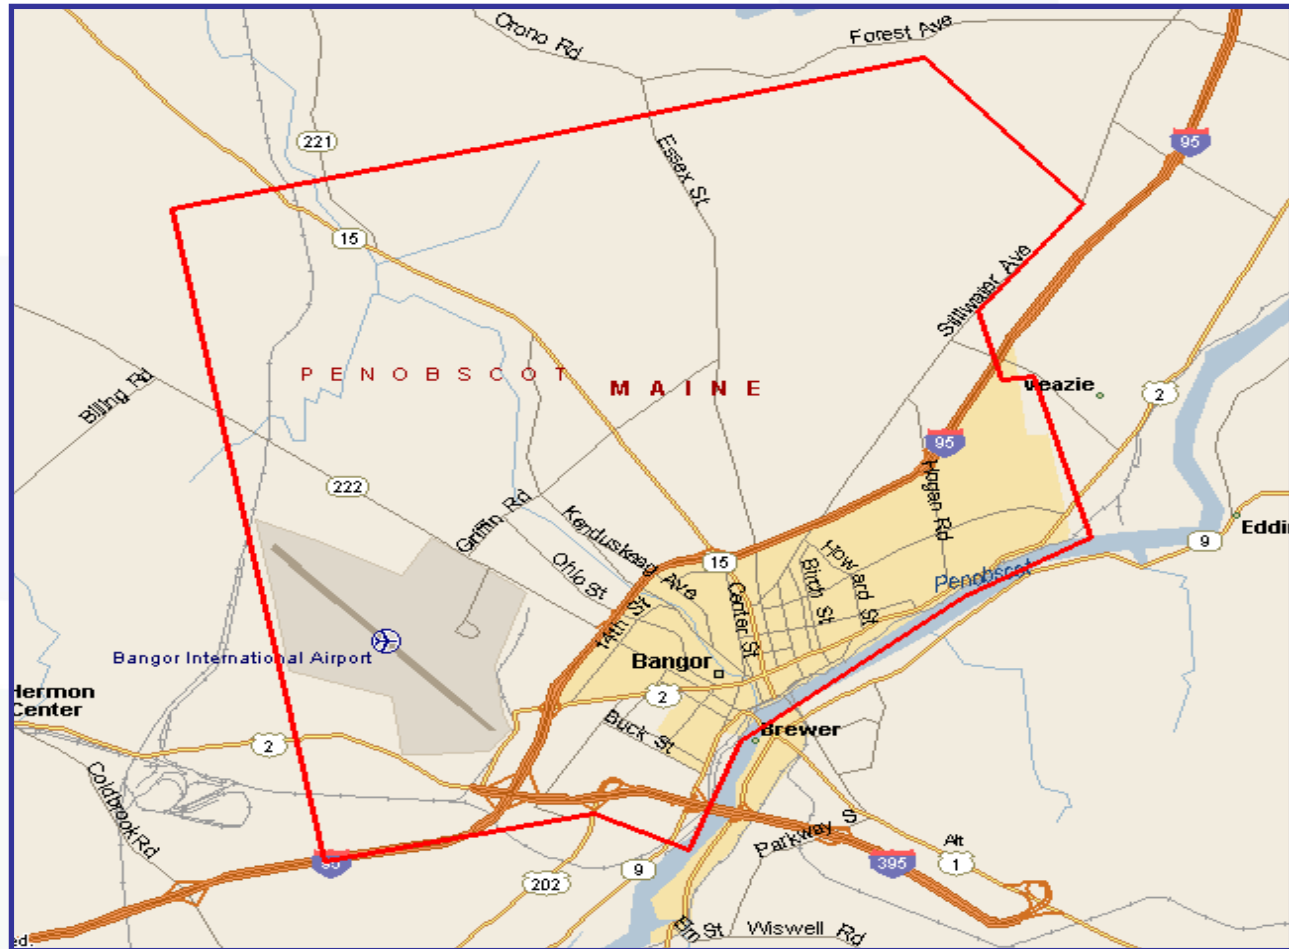 Orono Rd
Forest Ave
221
95
Essex St
15
Stillwater Ave
P E N O B S C O T
M A I N E
Veazie
Billing Rd
2
95
Hogan Rd
222
Griffin Rd
Kenduskeag Ave
Eddi
9
15
Howard St
Birch St
Penobscot
Ohio St
Center St
14th St
Bangor International Airport
Bangor
Hermon
Center
2
Buck St
Brewer
2
Coldbrook Rd
Parkway S
Alt
95
395
1
9
202
Elm St
Wiswell Rd
ed.